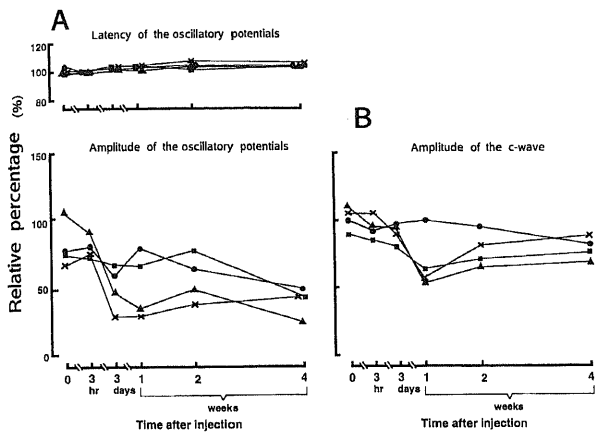 A
Latency of the oscillatory potentials
120
100
80
Relative percentage (%)
Amplitude of the oscillatory potentials
150
100
50
0
0 3 3 1 2 4
hr days
weeks
Time after injection
B
Amplitude of the c-wave
0 3 3 1 2 4
hr days
weeks
Time after injection